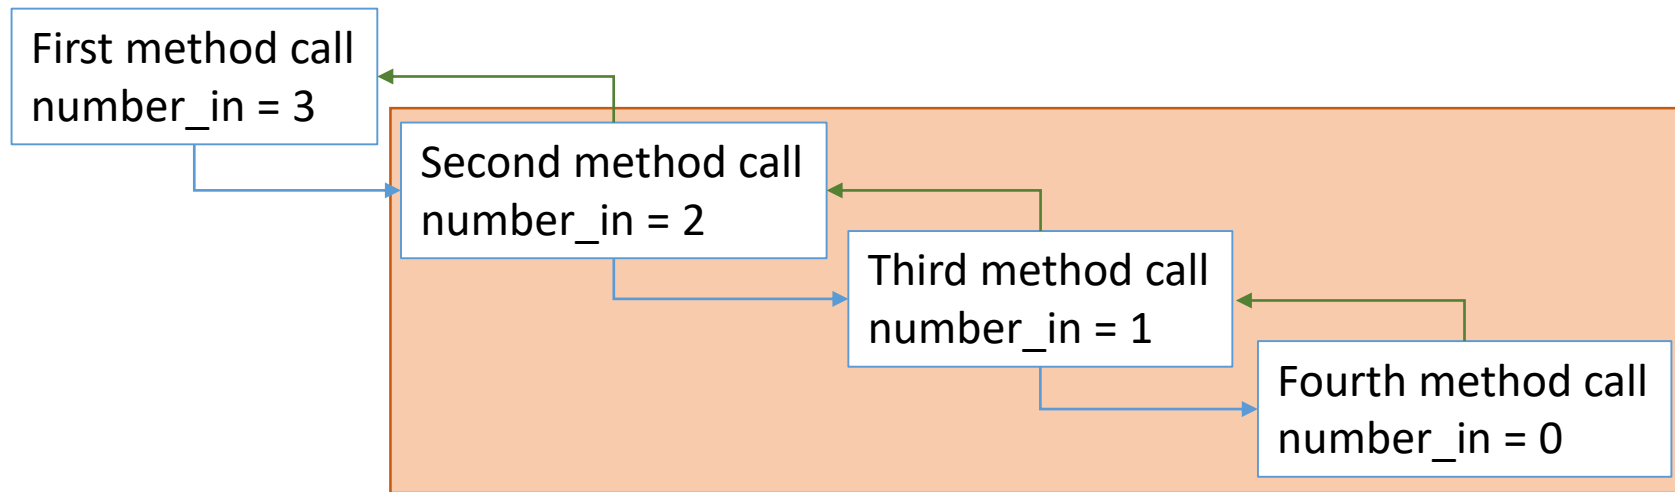 First method call
number_in = 3
Second method call
number_in = 2
Third method call
number_in = 1
Fourth method call
number_in = 0